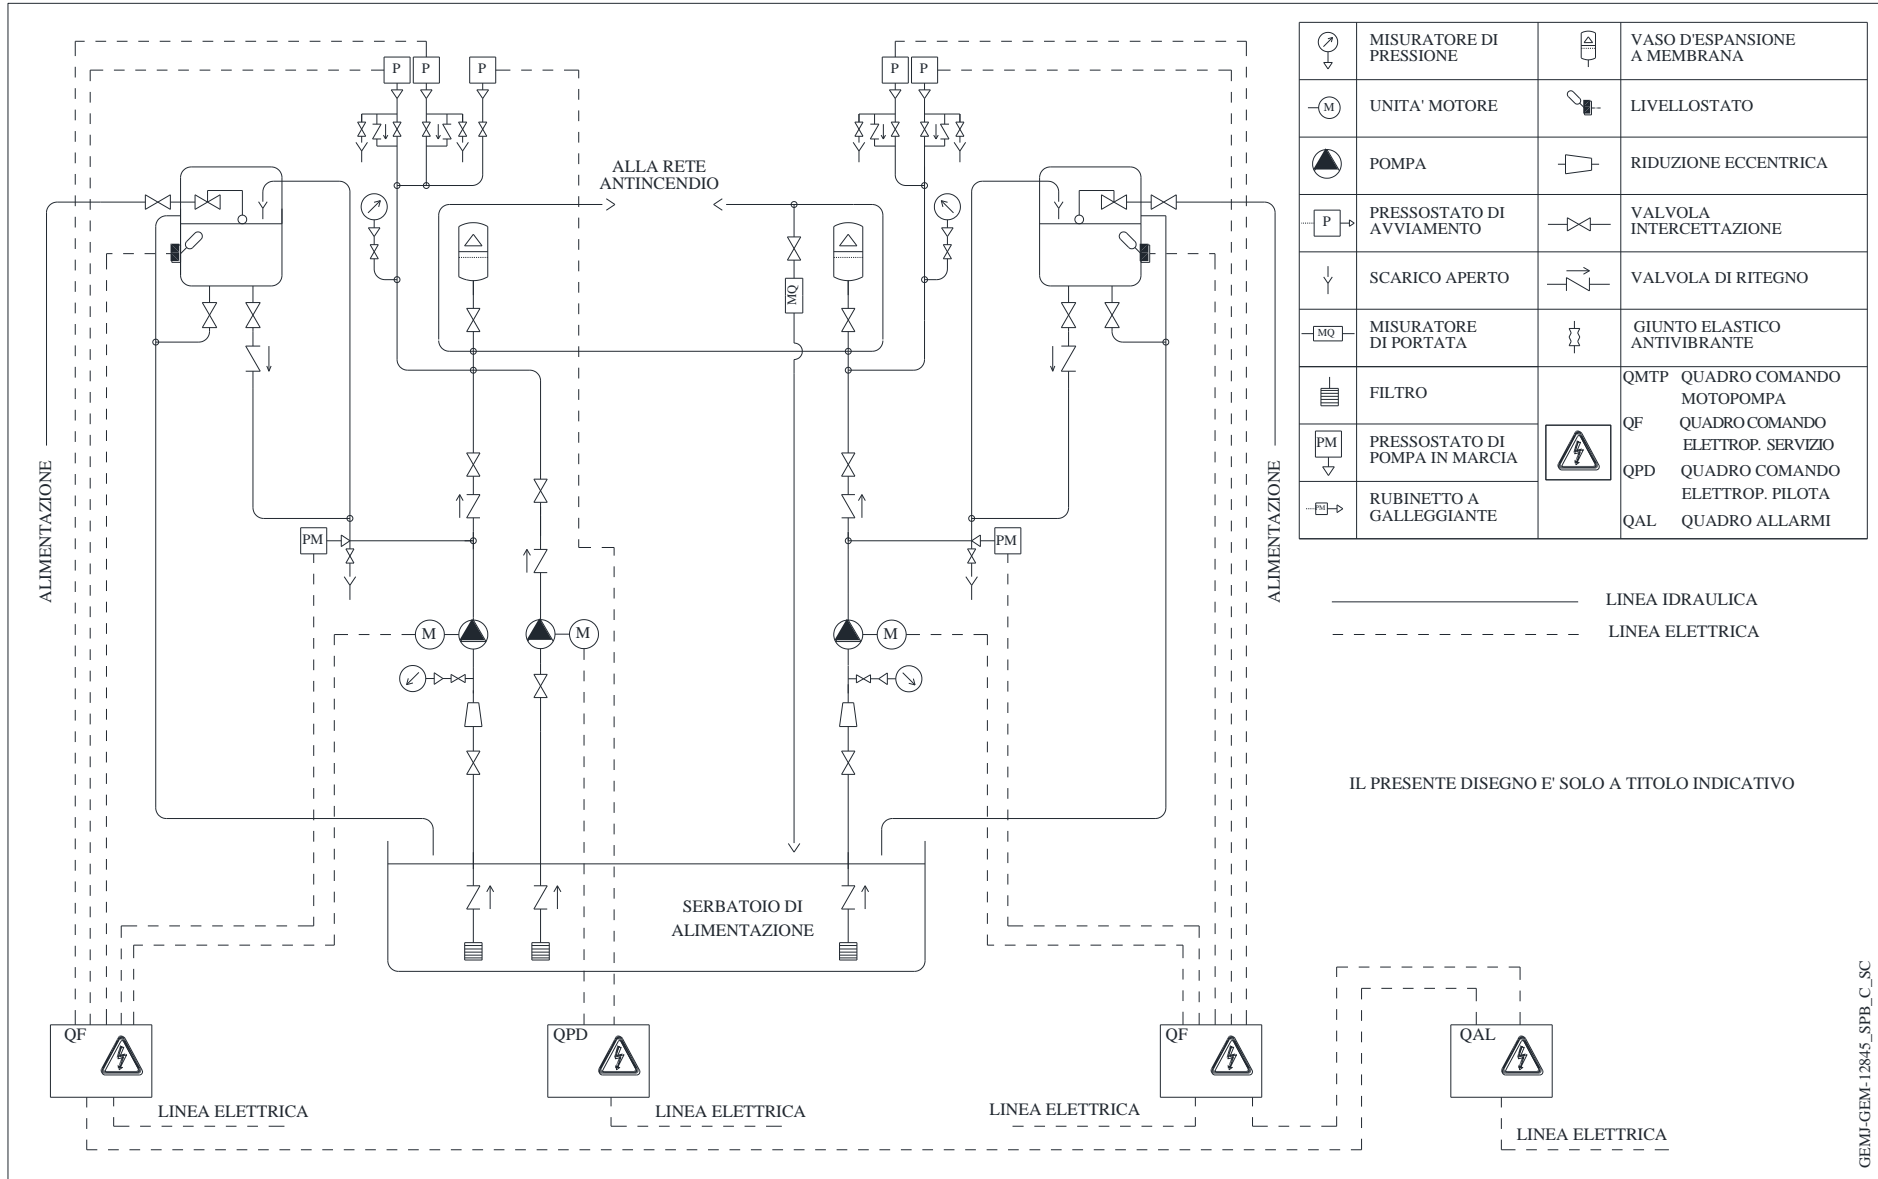 P
P
P
P
P
ALLA RETE
ANTINCENDIO
MQ
ALIMENTAZIONE
ALIMENTAZIONE
PM
PM
M
M
M
SERBATOIO DI
ALIMENTAZIONE
QF
QPD
QF
QAL
LINEA ELETTRICA
LINEA ELETTRICA
LINEA ELETTRICA
LINEA ELETTRICA
MISURATORE DI
PRESSIONE
VASO D'ESPANSIONE
A MEMBRANA
M
UNITA' MOTORE
LIVELLOSTATO
POMPA
RIDUZIONE ECCENTRICA
P
PRESSOSTATO DI
AVVIAMENTO
VALVOLA
INTERCETTAZIONE
SCARICO APERTO
VALVOLA DI RITEGNO
MQ
MISURATORE
DI PORTATA
GIUNTO ELASTICO
ANTIVIBRANTE
FILTRO
PM
PRESSOSTATO DI
POMPA IN MARCIA
PM
RUBINETTO A
GALLEGGIANTE
QMTP QUADRO COMANDO
MOTOPOMPA
QF QUADRO COMANDO
ELETTROP. SERVIZIO
QPD QUADRO COMANDO
ELETTROP. PILOTA
QAL QUADRO ALLARMI
LINEA IDRAULICA
LINEA ELETTRICA
IL PRESENTE DISEGNO E' SOLO A TITOLO INDICATIVO
GEMJ-GEM-12845_SPB_C_SC